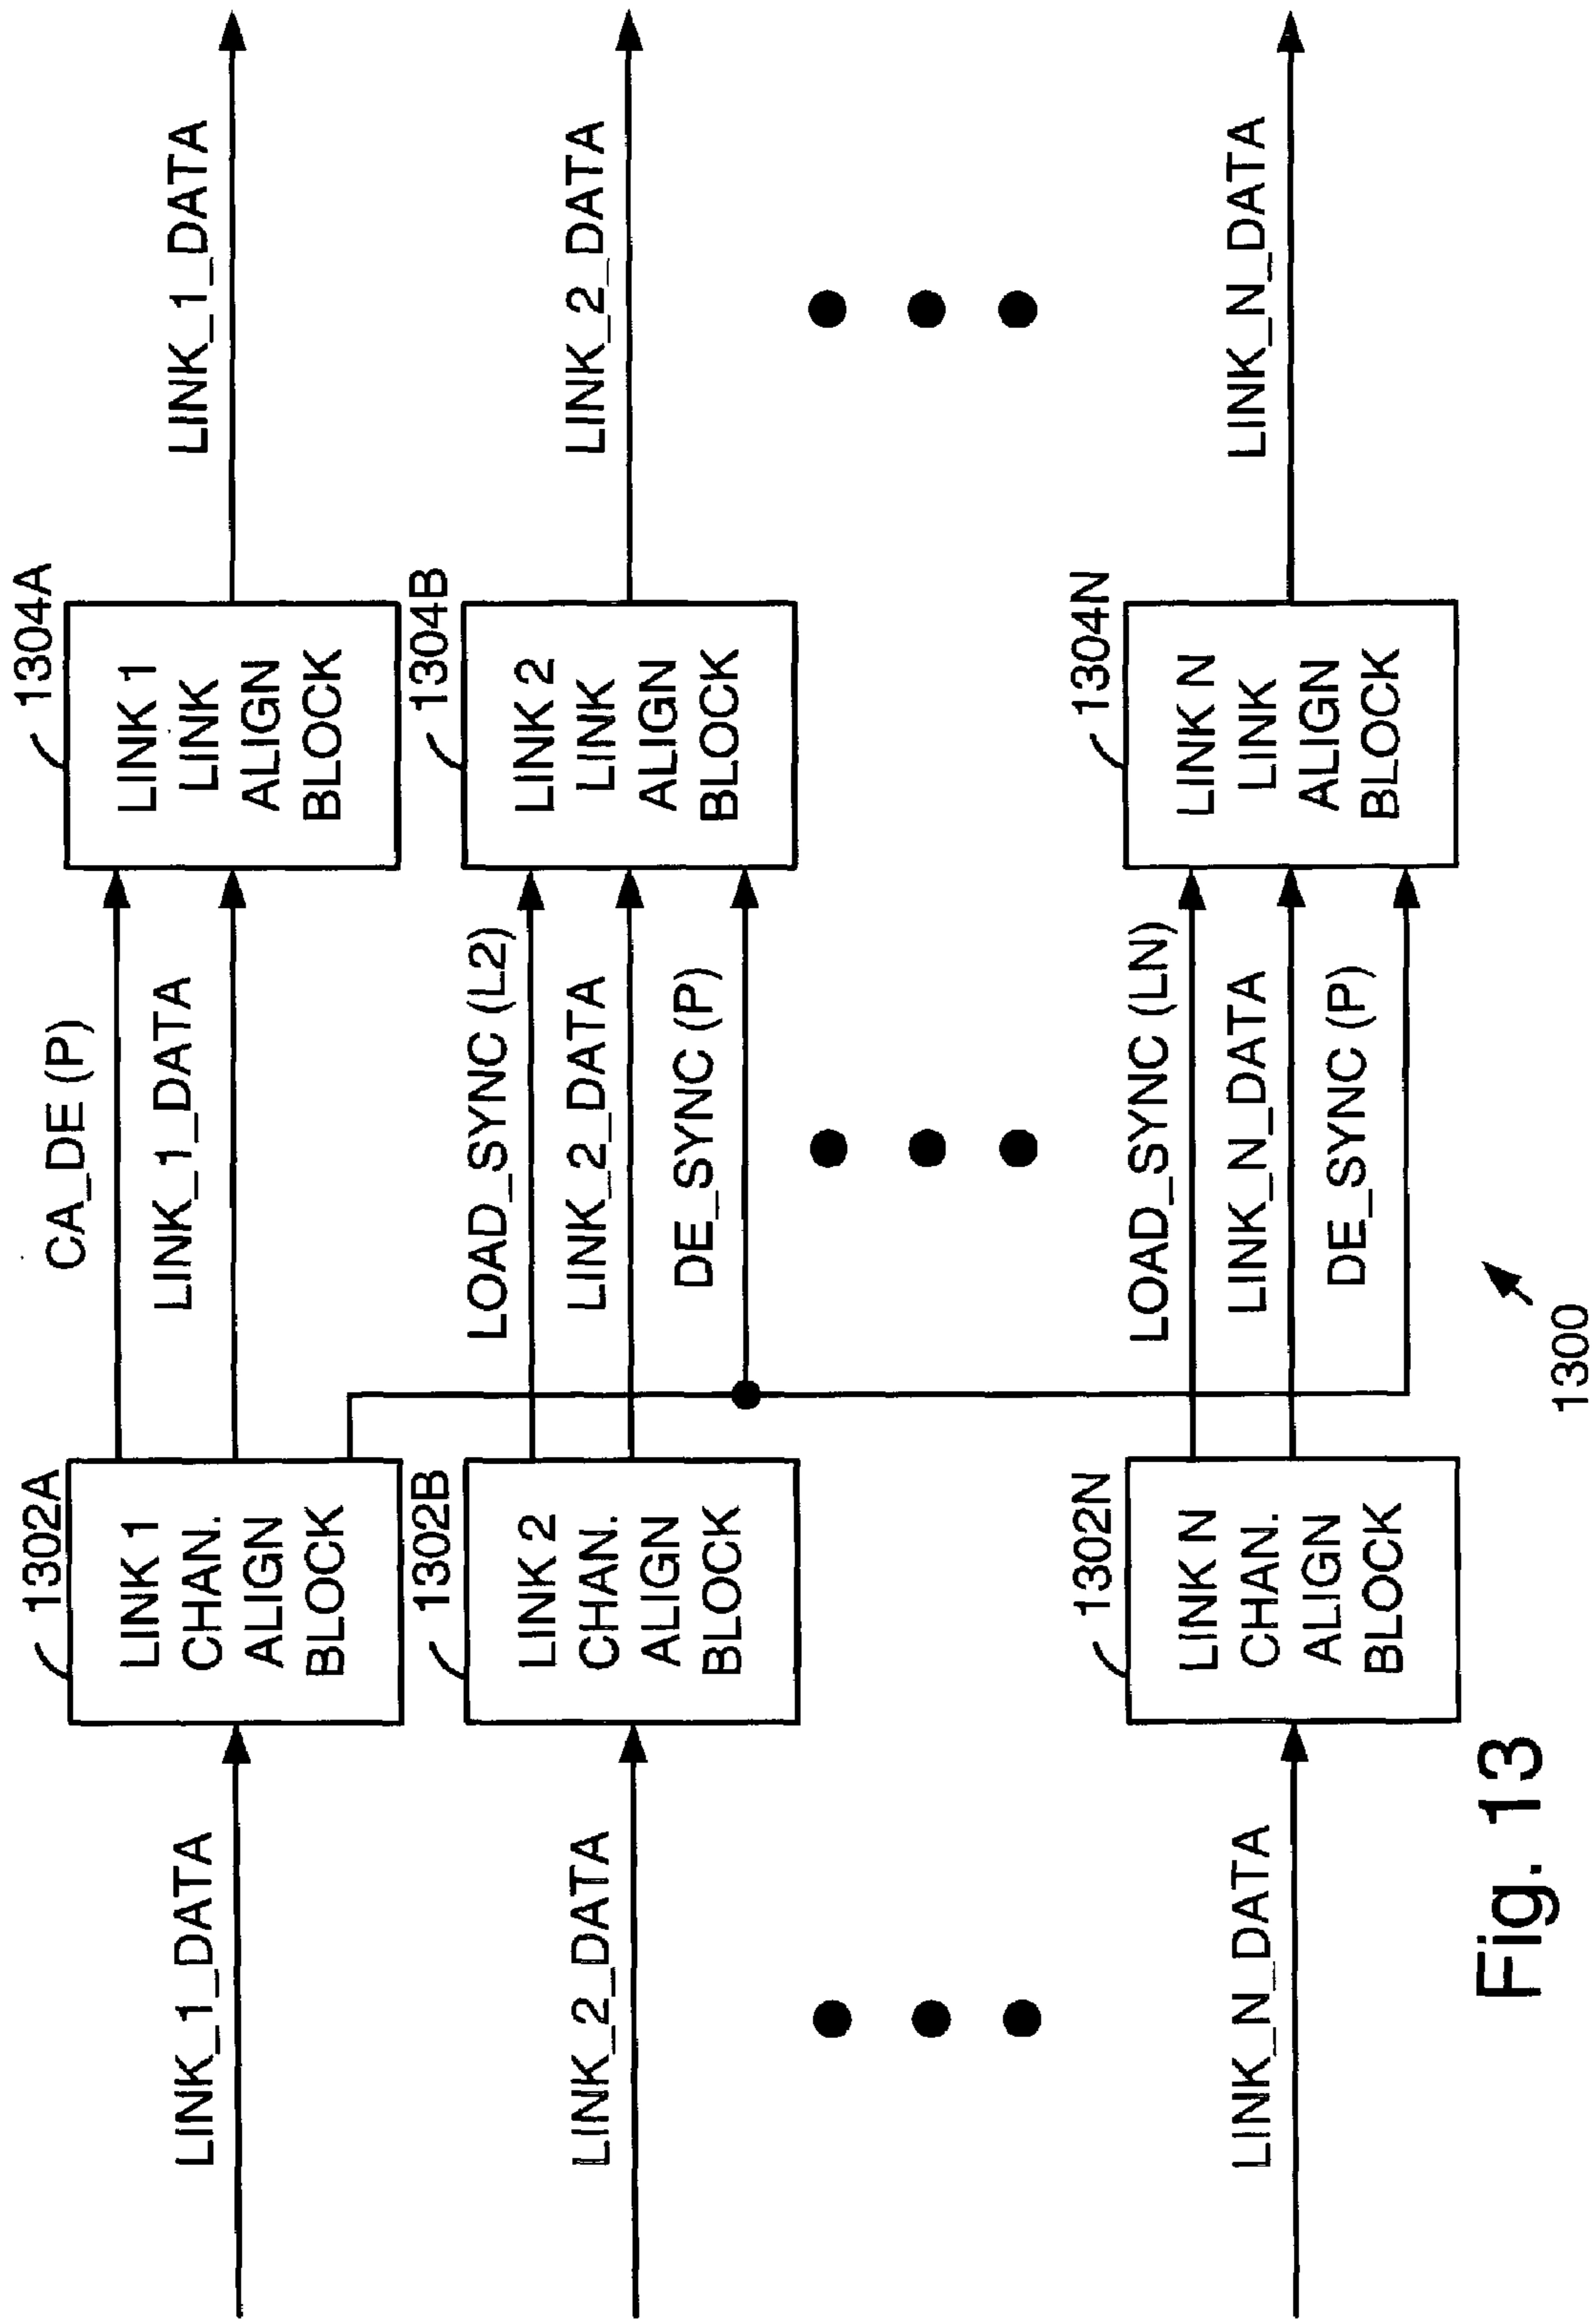 1302A
1304A
CA_DE (P)
LINK_1_DATA
LINK 1
CHAN.
ALIGN
BLOCK
LINK_1_DATA
LINK 1
LINK
ALIGN
BLOCK
LINK_1_DATA
1302B
1304B
LOAD_SYNC (L2)
LINK_2_DATA
LINK 2
CHAN.
ALIGN
BLOCK
LINK_2_DATA
DE_SYNC (P)
LINK 2
LINK
ALIGN
BLOCK
LINK_2_DATA
1302N
1304N
LOAD_SYNC (LN)
LINK_N_DATA
LINK N
CHAN.
ALIGN
BLOCK
LINK_N_DATA
DE_SYNC (P)
LINK N
LINK
ALIGN
BLOCK
LINK_N_DATA
Fig. 13
1300